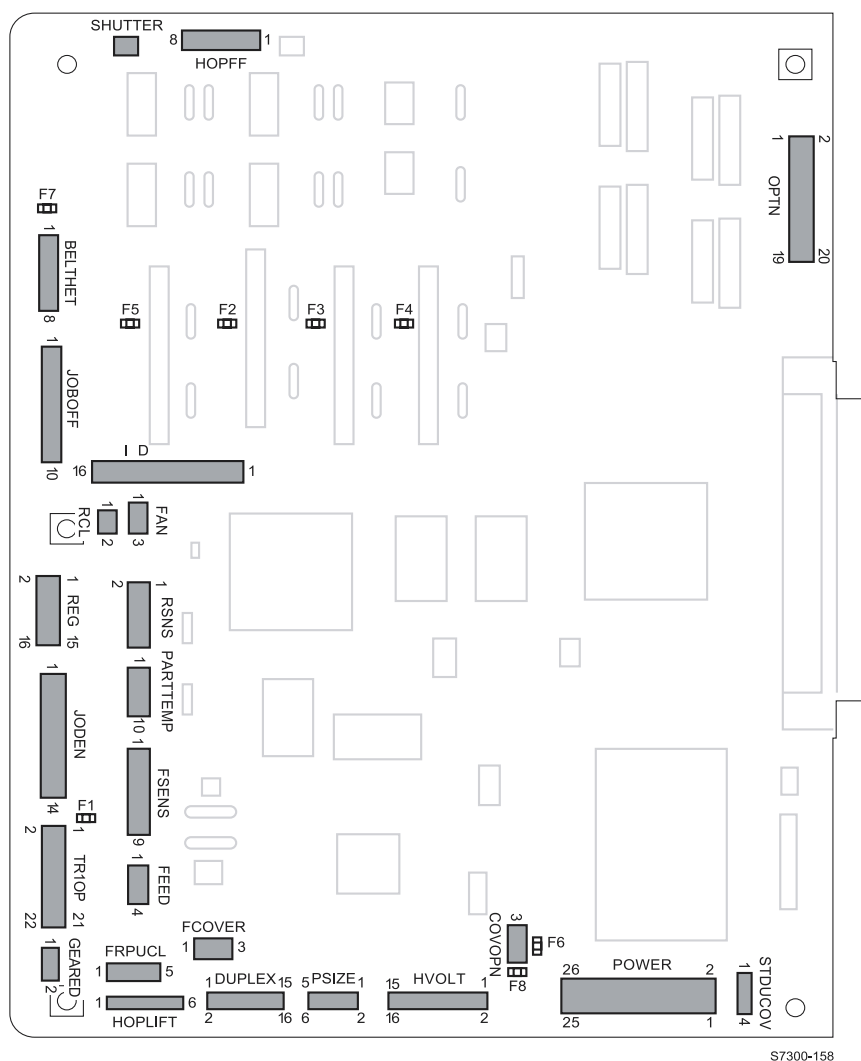 SHUTTER
8 HOPFF 1
F7
1 BELTHET 8
1 2
OPTN
19 20
F5 F2 F3 F4
1 JOBOFF 10
I D
16 1
1 RCL 2
1 FAN 3
2 1
REG
16 15
2 1
RSNS
1 PARTTEMP 10
1 JODEN 14
1 FSENS 9
F1
2 1
TR1OP
22 21
1 FEED 4
FCOVER
1 3
3 COVOPN
F6
F8
1 GEARED 2
FRPUCL
1 5
1 6
HOPLIFT
1 DUPLEX 15
2 16
5 PSIZE 1
6 2
15 HVOLT 1
16 2
26 POWER 2
25 1
1 STDUCOV 4
S7300-158